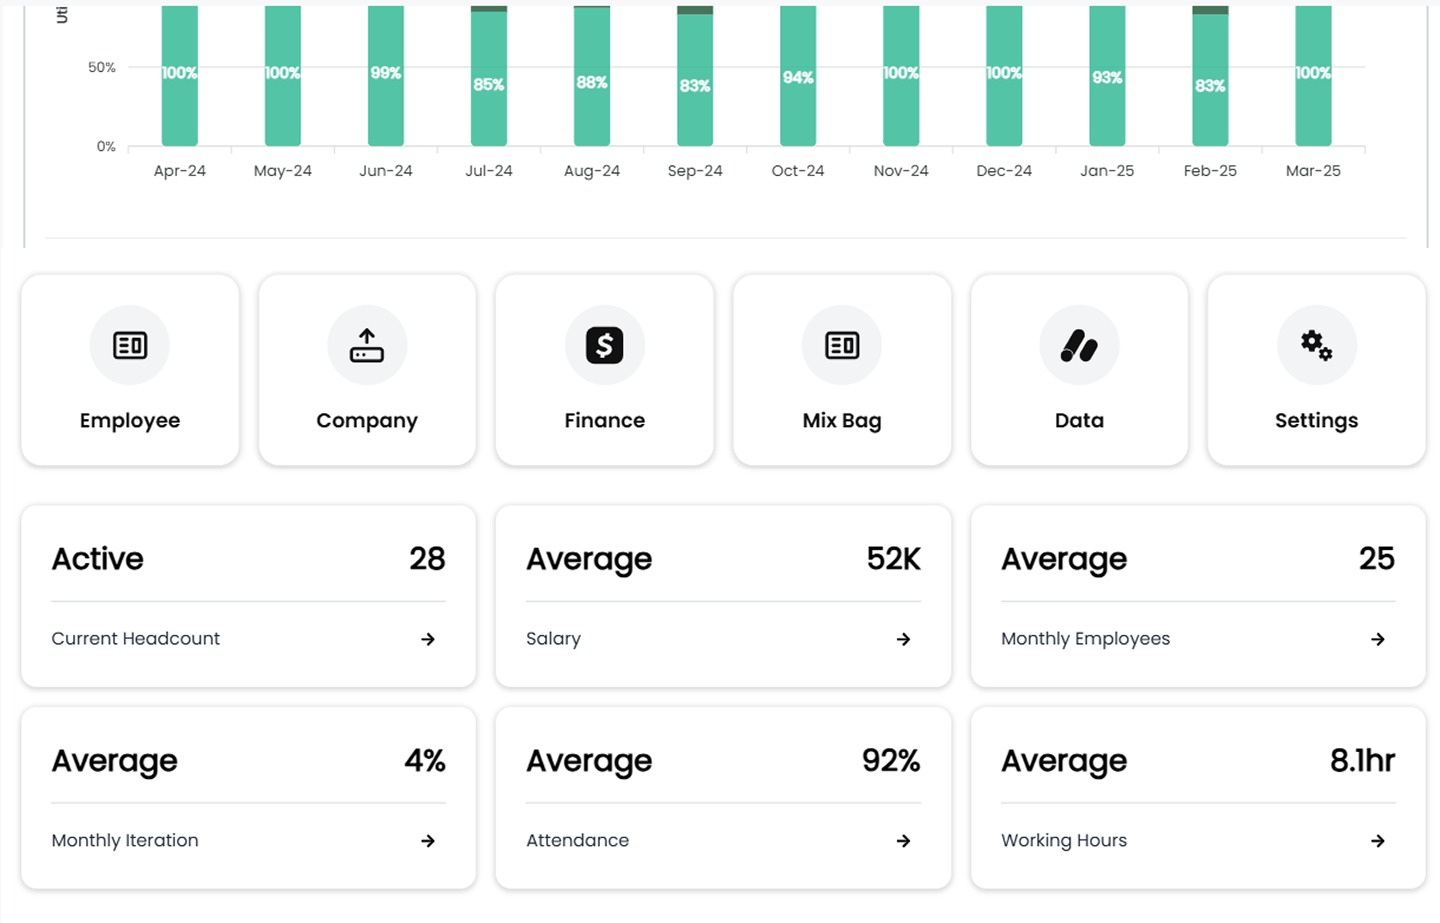 50%
100% 100% 99% 85% 88% 83% 94% 100% 100% 93% 83% 100%
0%
Apr-24 May-24 Jun-24 Jul-24 Aug-24 Sep-24 Oct-24 Nov-24 Dec-24 Jan-25 Feb-25 Mar-25
Employee Company Finance Mix Bag Data Settings
Active 28
Current Headcount
Average 52K
Salary
Average 25
Monthly Employees
Average 4%
Monthly Iteration
Average 92%
Attendance
Average 8.1hr
Working Hours